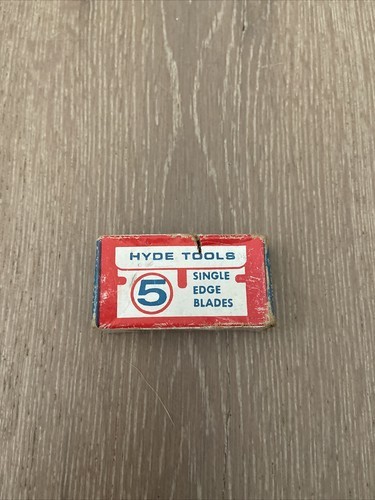 HYDE TOOLS
5
SINGLE
EDGE
BLADES